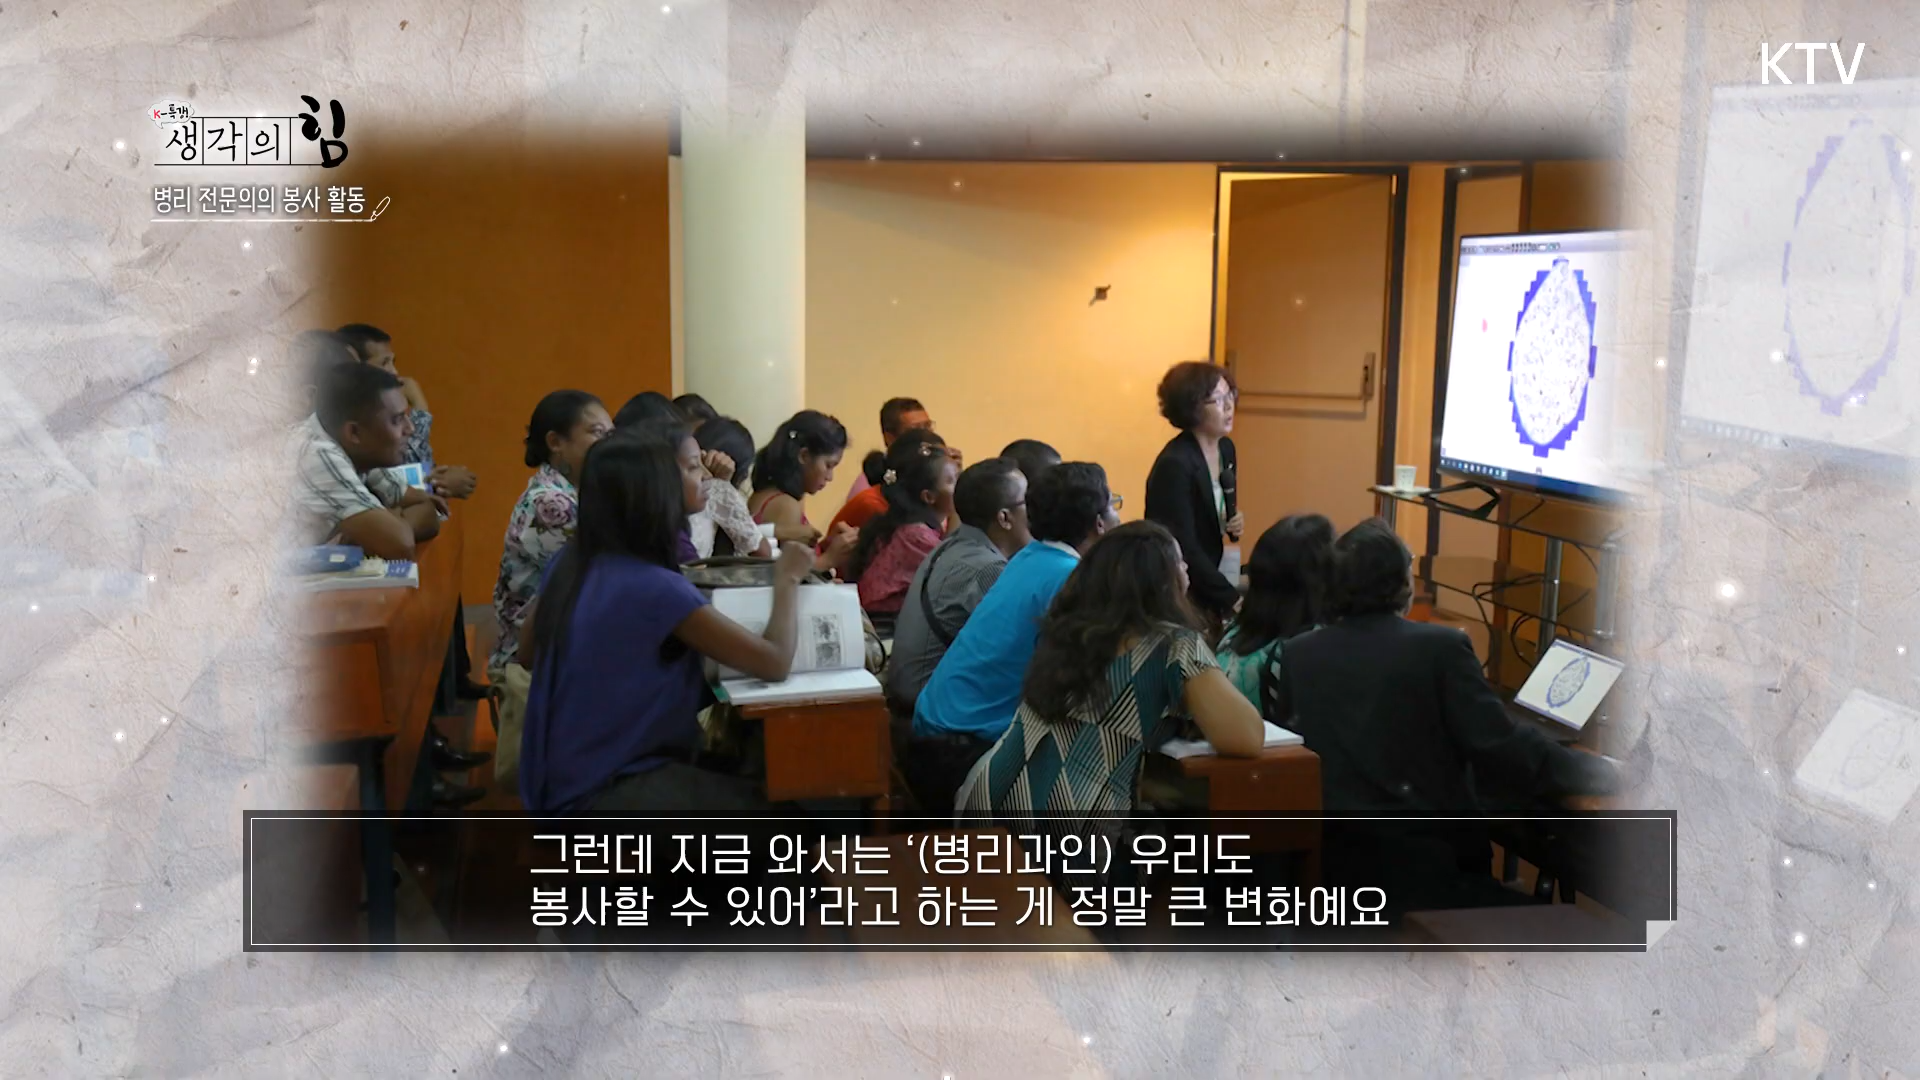 KTV
K-특강
생각의 힘
병리 전문의의 봉사 활동
그런데 지금 와서는 ‘(병리과인) 우리도
봉사할 수 있어’라고 하는 게 정말 큰 변화예요